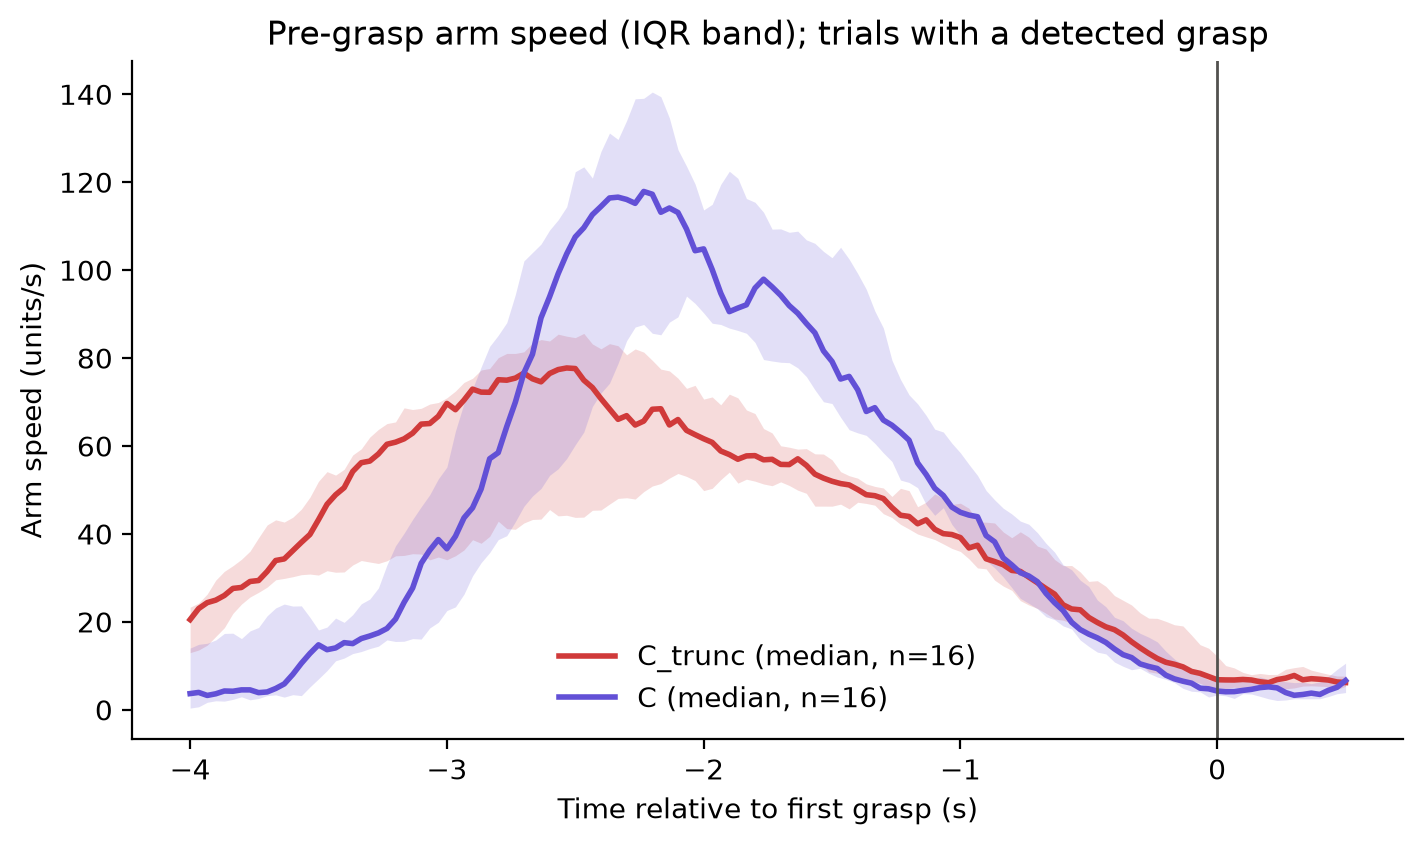 Pre-grasp arm speed (IQR band); trials with a detected grasp
Arm speed (units/s)
140
120
100
80
60
40
20
0
C_trunc (median, n=16)
C (median, n=16)
−4
−3
−2
−1
0
Time relative to first grasp (s)